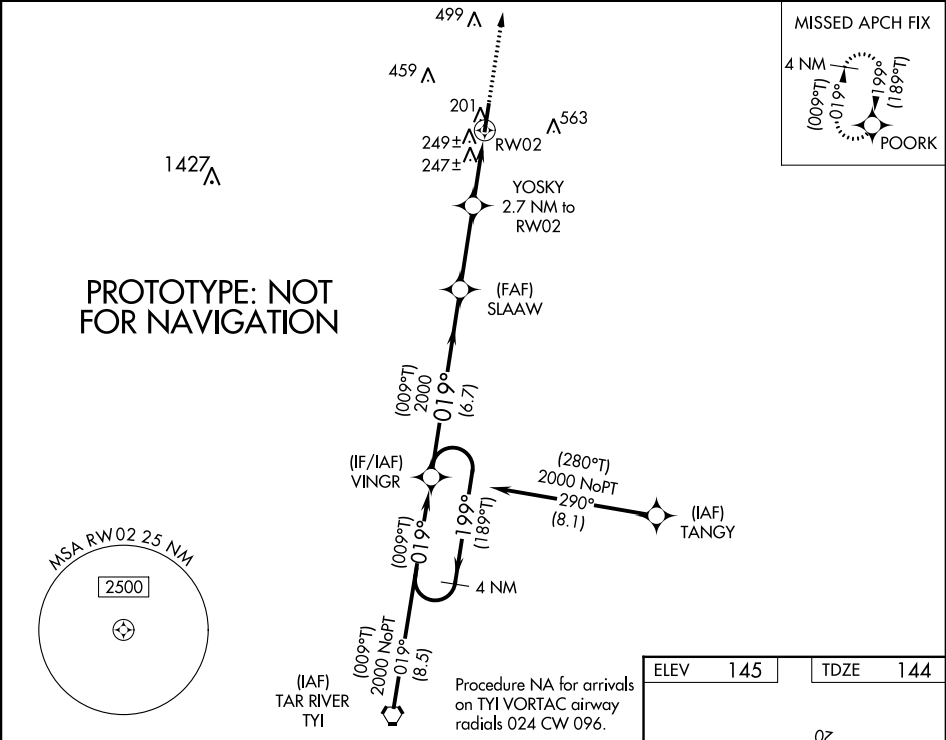 499
MISSED APCH FIX
4 NM
459
(009°T)
019°
199°
(189°T)
POORK
201
563
249±
RW02
247±
1427
YOSKY
2.7 NM to
RW02
PROTOTYPE: NOT
FOR NAVIGATION
(FAF)
SLAAW
(009°T)
2000
019°
(6.7)
(IF/IAF)
VINGR
(280°T)
2000 NoPT
290°
(8.1)
(IAF)
TANGY
(009°T)
019°
199°
(189°T)
4 NM
MSA RW02 25 NM
2500
(009°T)
2000 NoPT
019°
(8.5)
(IAF)
TAR RIVER
TYI
Procedure NA for arrivals
on TYI VORTAC airway
radials 024 CW 096.
ELEV 145
TDZE 144